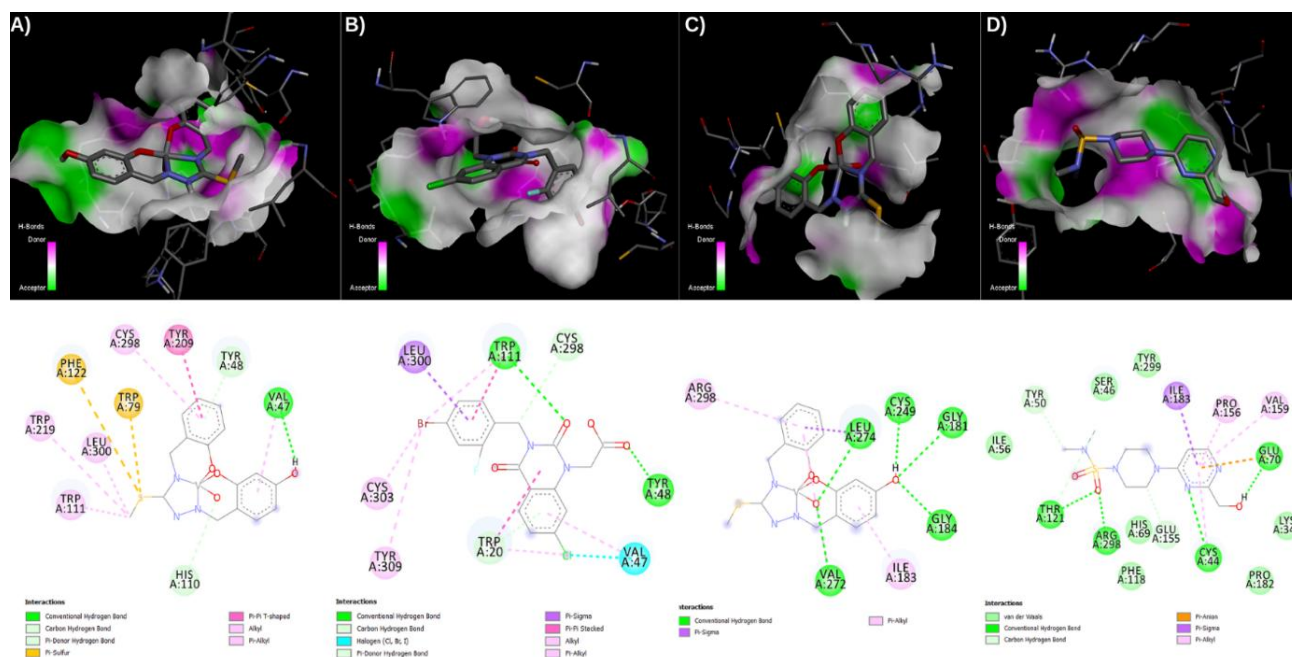 A)
B)
C)
D)
H-Bonds
Donor
Acceptor
H-Bonds
Donor
Acceptor
H-Bonds
Donor
Acceptor
H-Bonds
Donor
Acceptor
CYS
A:298
TYR
A:209
TYR
A:48
PHE
A:122
TRP
A:79
VAL
A:47
TRP
A:219
LEU
A:300
TRP
A:111
HIS
A:110
H
O
O
O
O
N
N
N
N
S
Interactions
Conventional Hydrogen Bond
Carbon Hydrogen Bond
Pi-Donor Hydrogen Bond
Pi-Sulfur
Pi-Pi T-shaped
Alkyl
Pi-Alkyl
LEU
A:300
TRP
A:111
CYS
A:298
Br
N
N
O
O
O
O
H
F
Cl
TYR
A:48
CYS
A:303
TRP
A:20
VAL
A:47
TYR
A:309
Interactions
Conventional Hydrogen Bond
Carbon Hydrogen Bond
Halogen (Cl, Br, I)
Pi-Donor Hydrogen Bond
Pi-Sigma
Pi-Pi Stacked
Alkyl
Pi-Alkyl
ARG
A:298
LEU
A:274
CYS
A:249
GLY
A:181
GLY
A:184
VAL
A:272
ILE
A:183
H
O
nteractions
Conventional Hydrogen Bond
Pi-Sigma
Pi-Alkyl
TYR
A:50
SER
A:46
TYR
A:299
ILE
A:183
PRO
A:156
VAL
A:159
ILE
A:56
GLU
A:70
THR
A:121
ARG
A:298
HIS
A:69
GLU
A:155
CYS
A:44
LYS
A:34
PHE
A:118
PRO
A:182
Interactions
van der Waals
Conventional Hydrogen Bond
Carbon Hydrogen Bond
Pi-Anion
Pi-Sigma
Pi-Alkyl